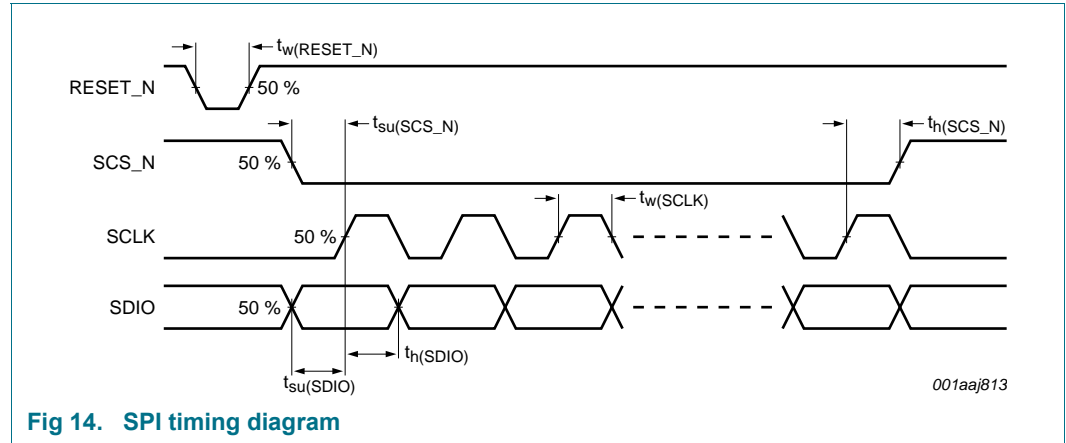 tw(RESET_N)
RESET_N
50 %
tsu(SCS_N)
th(SCS_N)
SCS_N
50 %
tw(SCLK)
SCLK
50 %
SDIO
50 %
th(SDIO)
tsu(SDIO)
001aaj813
Fig 14. SPI timing diagram